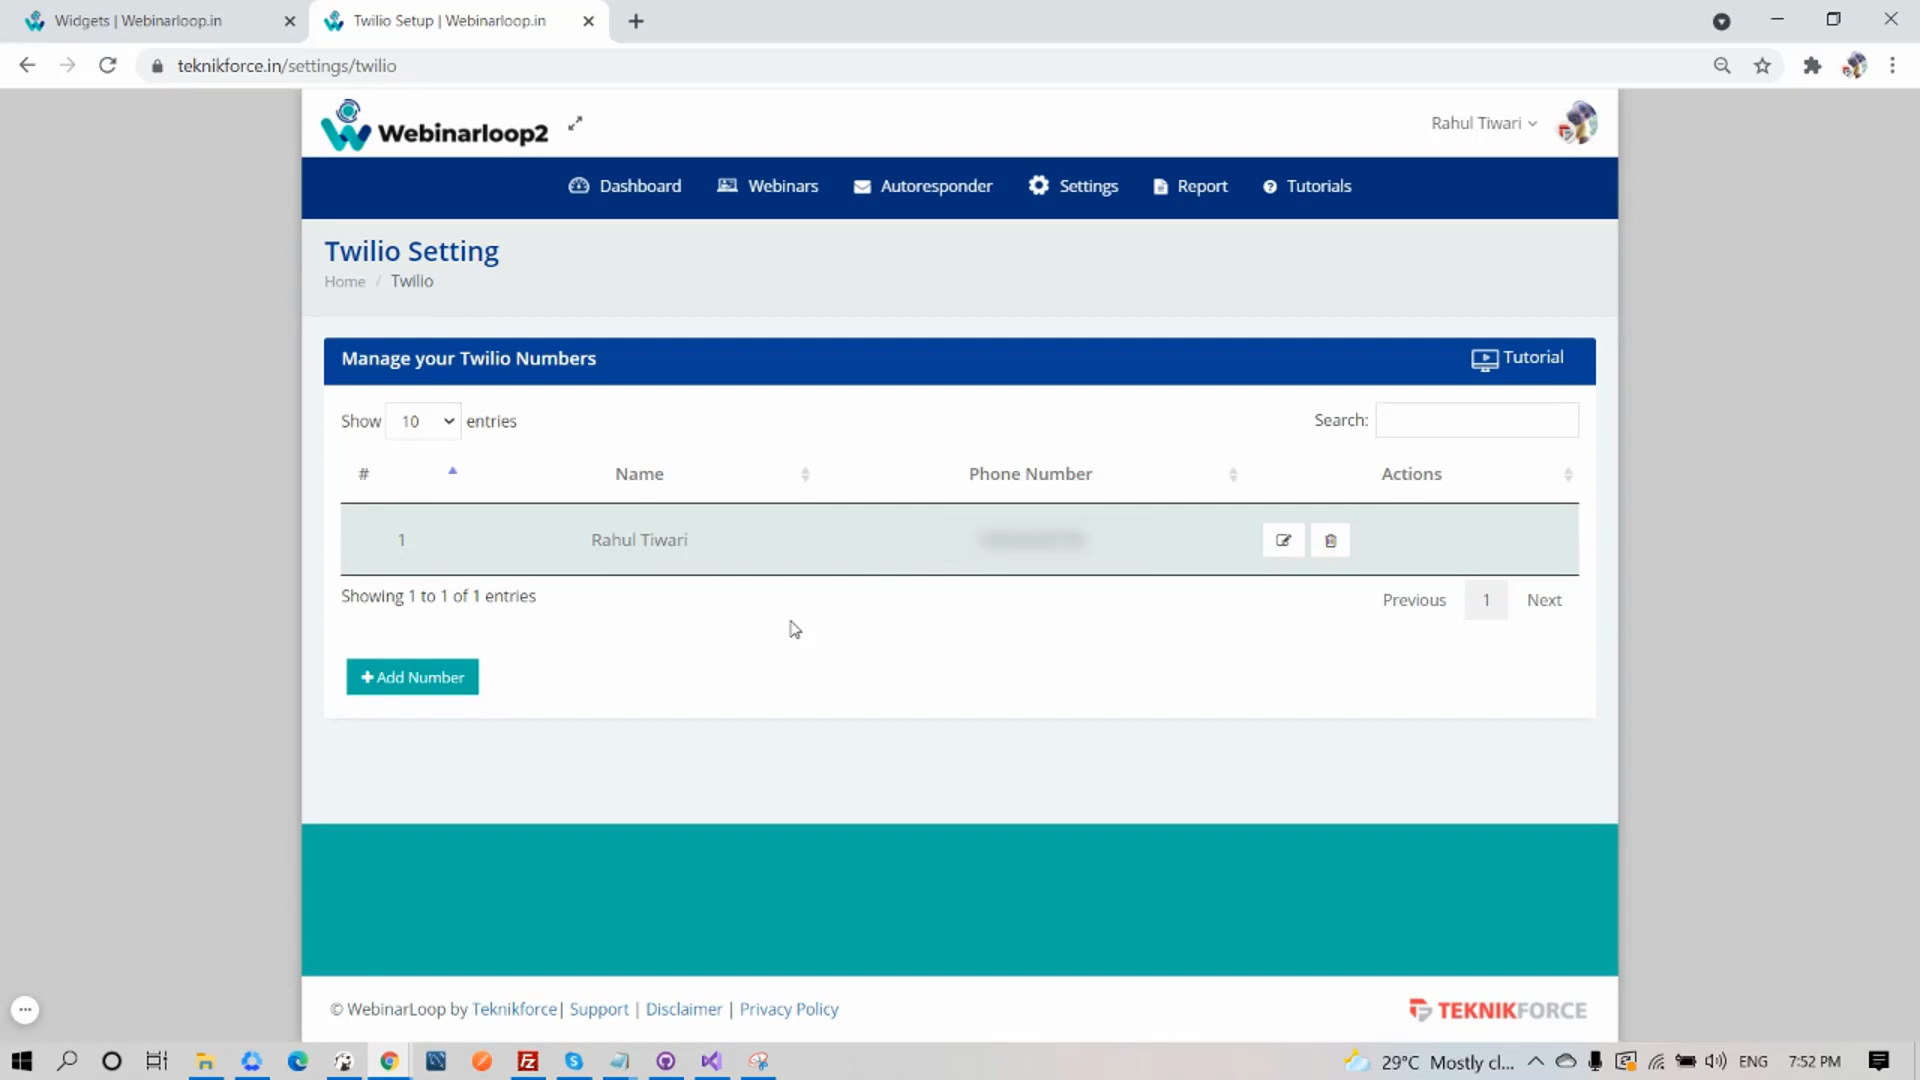 Widgets | Webinarloop.in
Twilio Setup | Webinarloop.in
teknikforce.in/settings/twilio
Webinarloop2
Rahul Tiwari
Dashboard Webinars Autoresponder Settings Report Tutorials
Twilio Setting
Home / Twilio
Manage your Twilio Numbers
Tutorial
Show 10 entries
Search:
# Name Phone Number Actions
1 Rahul Tiwari
Showing 1 to 1 of 1 entries
Previous 1 Next
+ Add Number
© WebinarLoop by Teknikforce| Support | Disclaimer | Privacy Policy
TEKNIKFORCE
29°C Mostly cl... ENG 7:52 PM